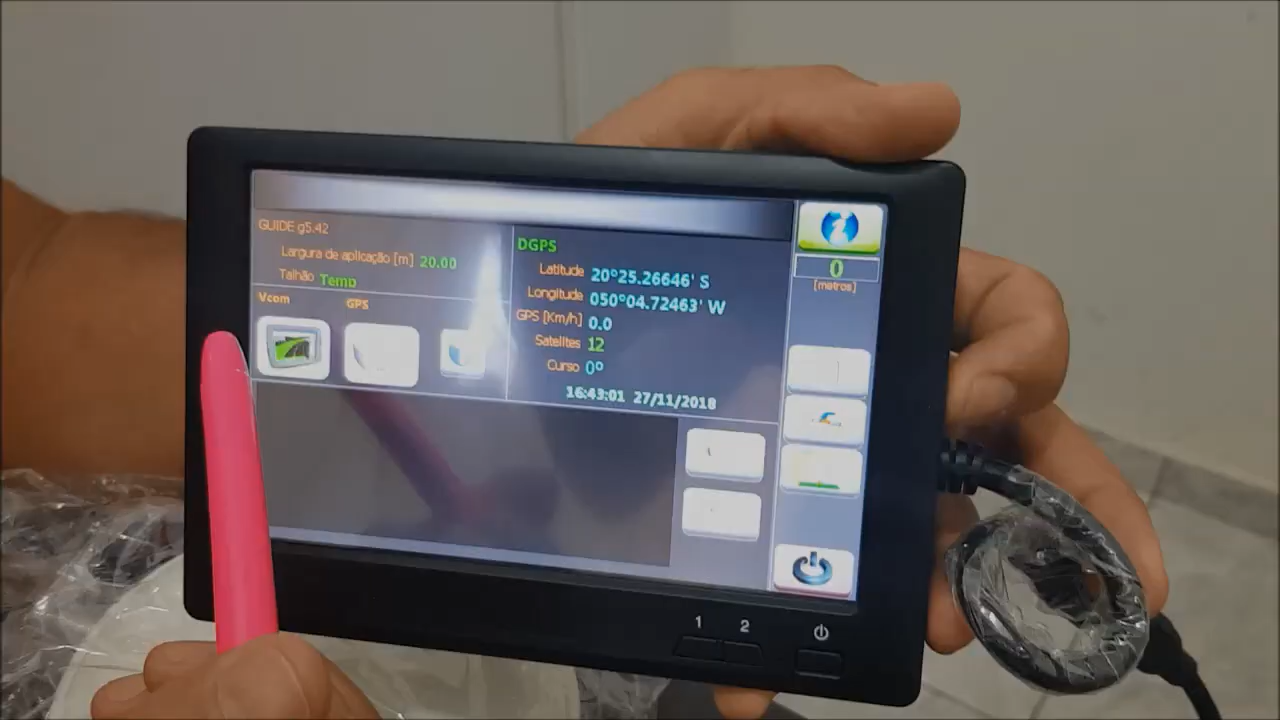 GUIDE g5.42
Largura de aplicação [m] 20.00
Talhão Temp
Vcom GPS
DGPS
Latitude 20°25.26646' S
Longitude 050°04.72463' W
GPS [Km/h] 0.0
Satelites 12
Curso 0°
16:43:01 27/11/2018
0
[metros]
1 2